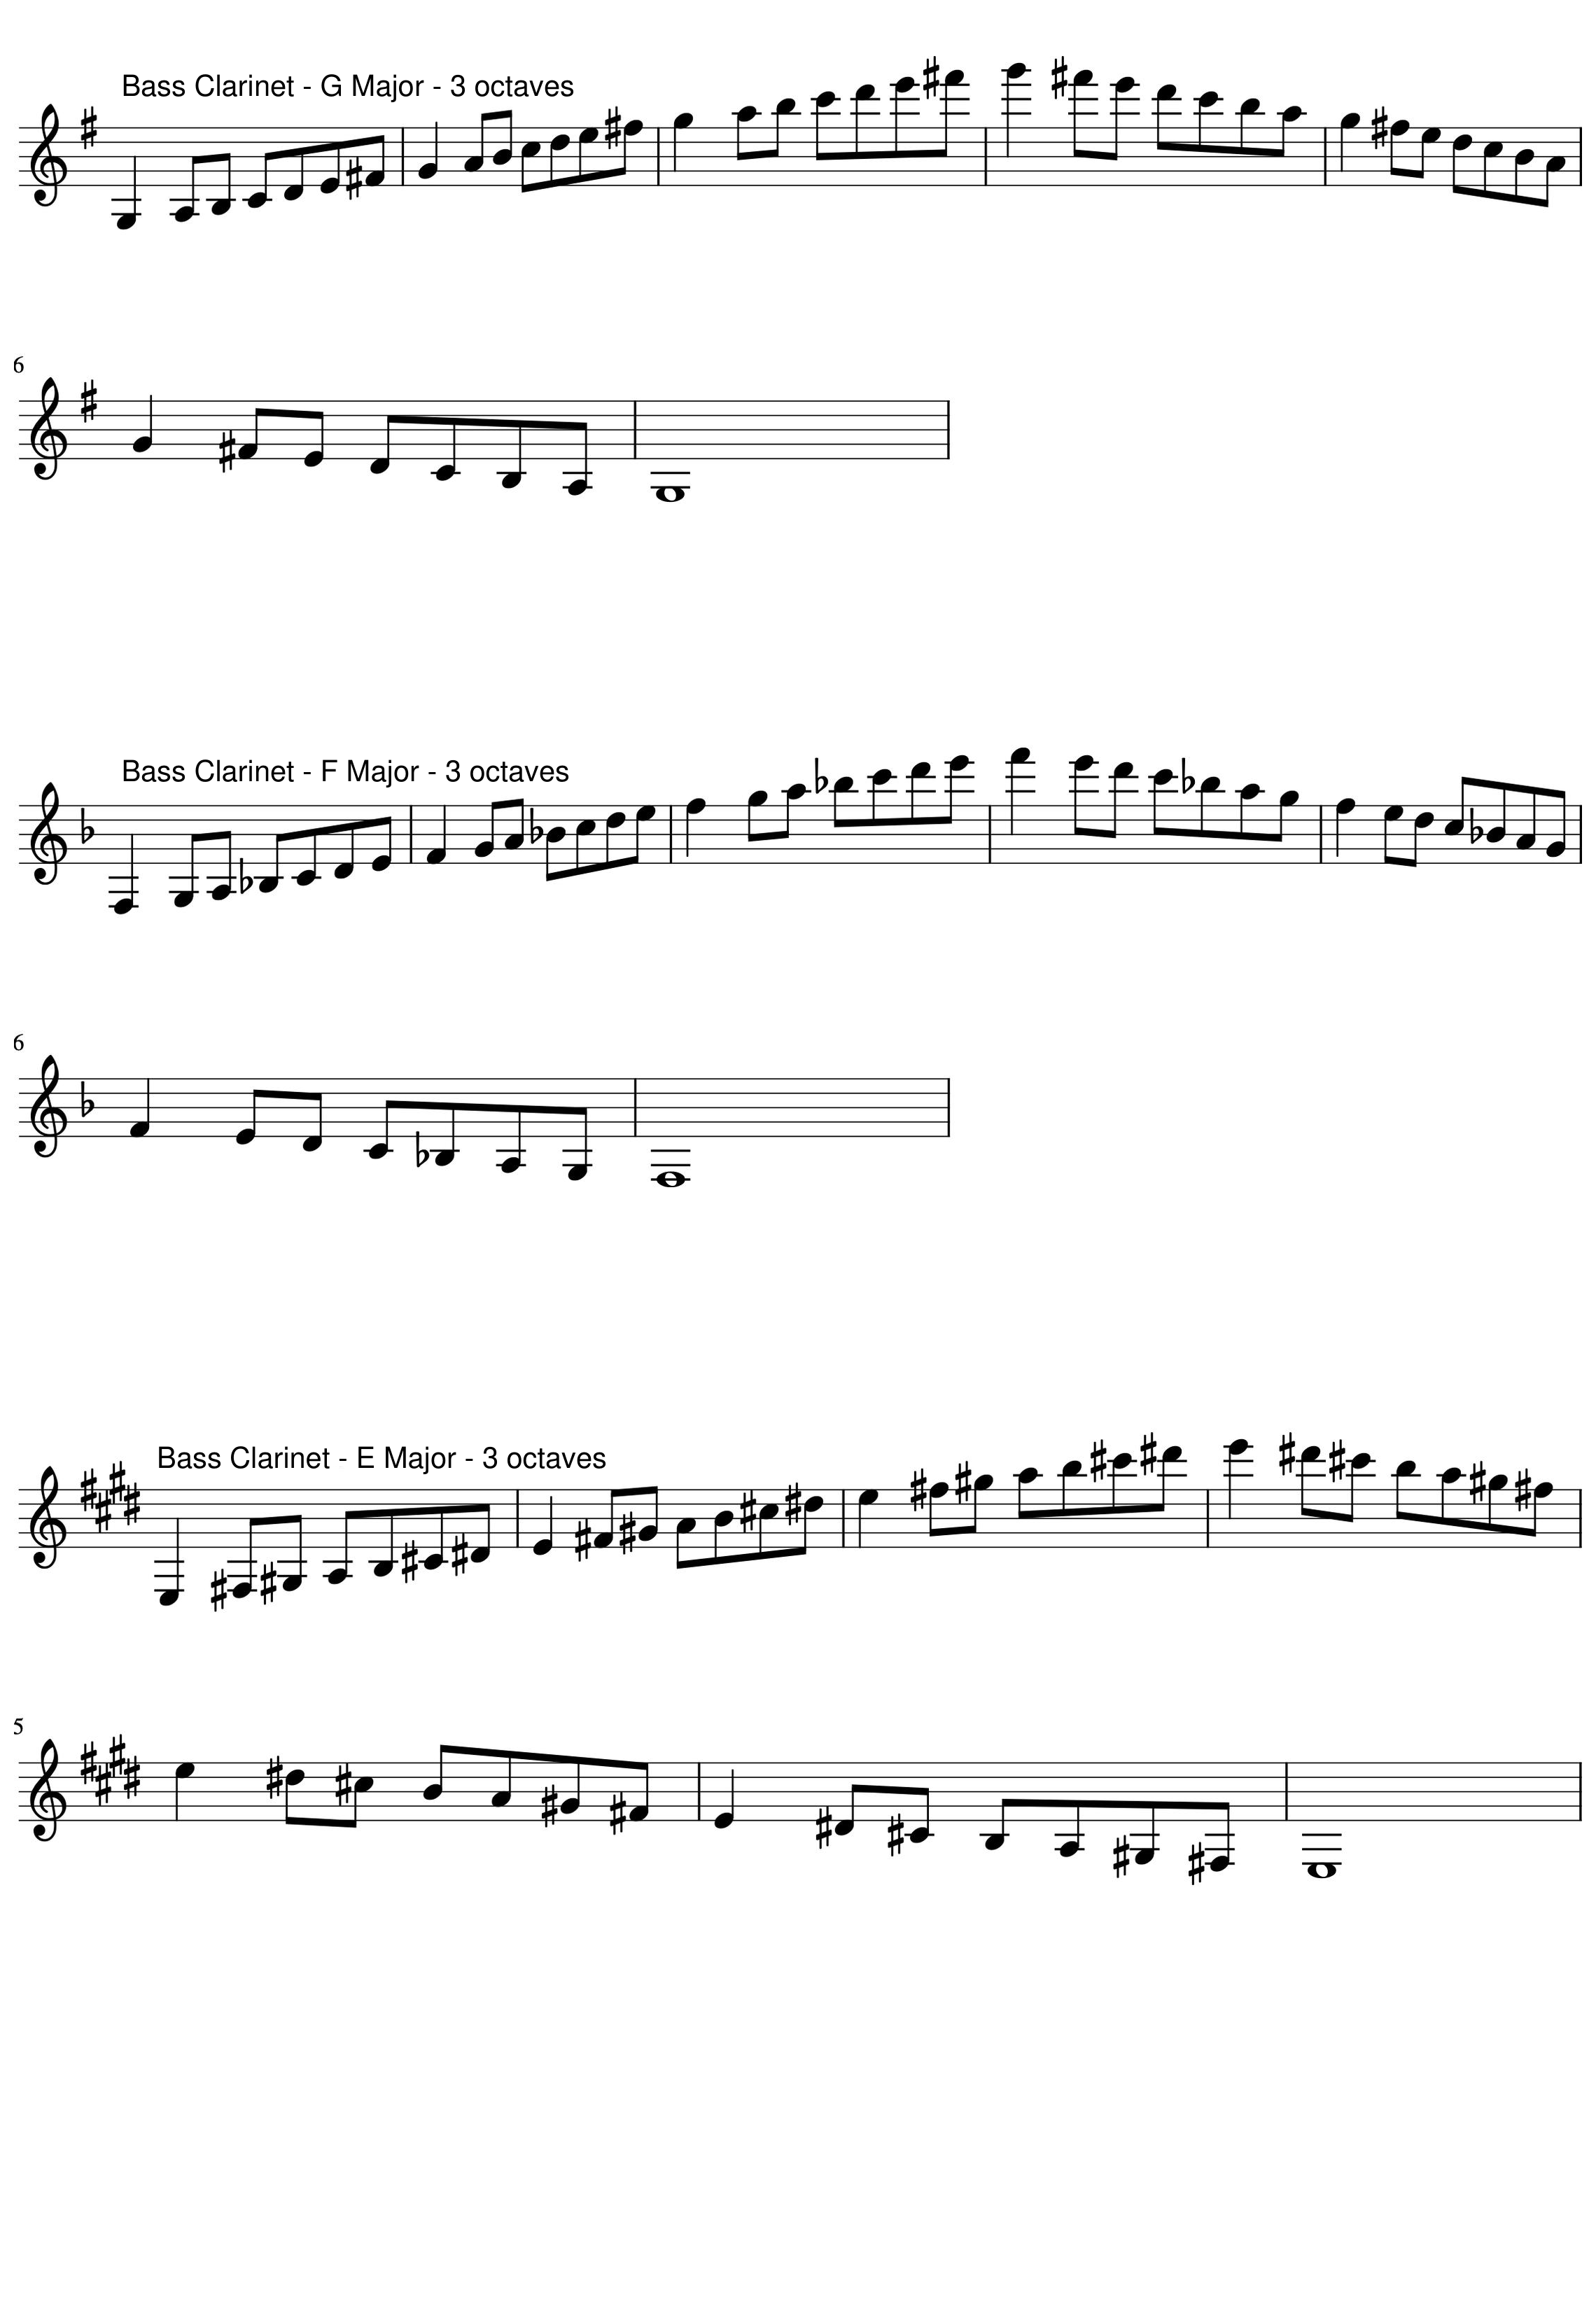 Bass Clarinet - G Major - 3 octaves
6
Bass Clarinet - F Major - 3 octaves
6
Bass Clarinet - E Major - 3 octaves
5